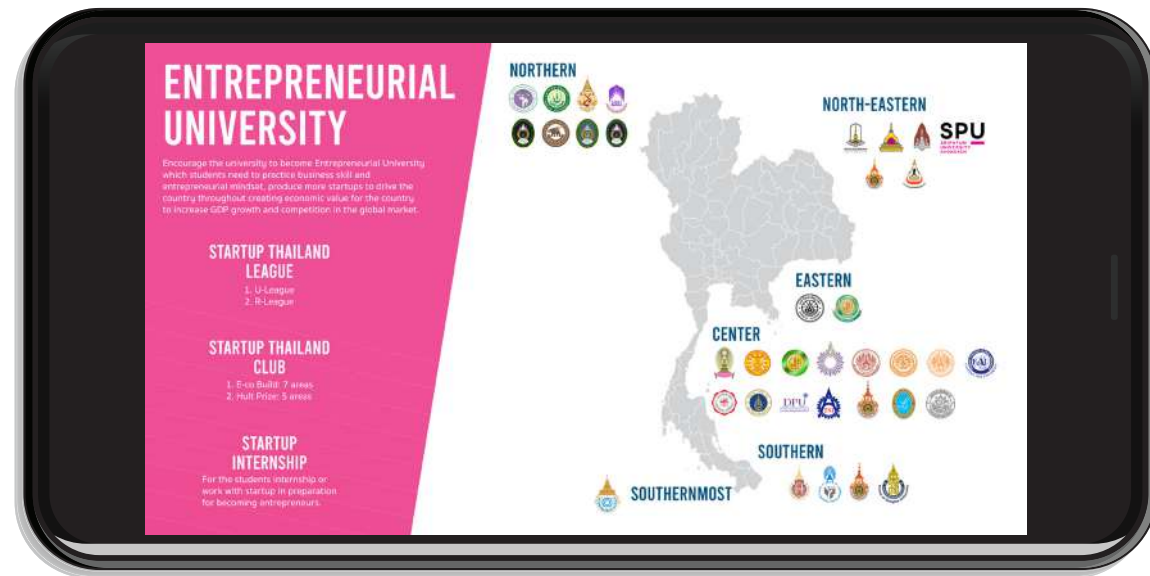 ENTREPRENEURIAL
UNIVERSITY
Encourage the university to become Entrepreneurial University
which students need to practice business skill and
entrepreneurial mindset, produce more startups to drive the
country throughout creating economic value for the country
to increase GDP growth and competition in the global market.
STARTUP THAILAND
LEAGUE
1. U-League
2. R-League
STARTUP THAILAND
CLUB
1. E-co Build: 7 areas
2. Hult Prize: 5 areas
STARTUP
INTERNSHIP
For the students internship or
work with startup in preparation
for becoming entrepreneurs.
NORTHERN
NORTH-EASTERN
SPU
SRIPATUM
UNIVERSITY
EASTERN
CENTER
DPU
SOUTHERN
SOUTHERNMOST